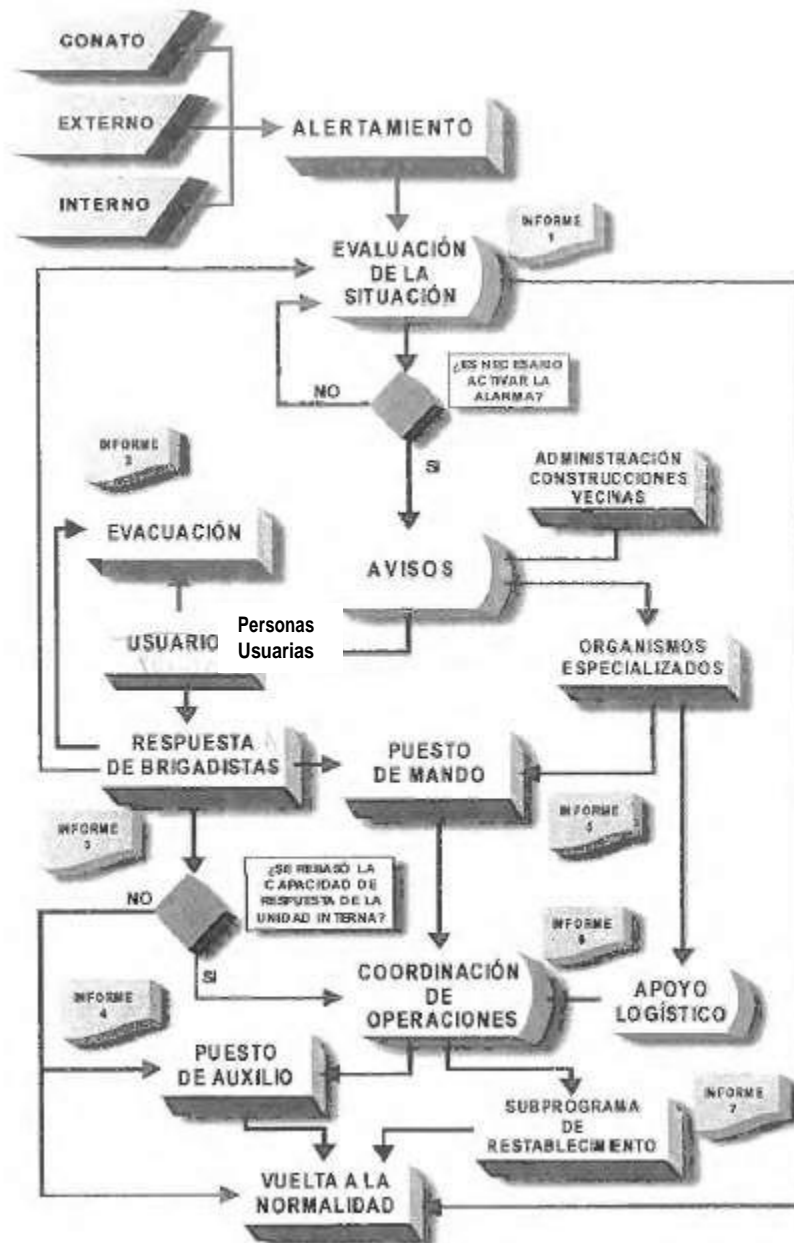 CONATO
EXTERNO
INTERNO
ALERTAMIENTO
INFORME
1
EVALUACIÓN
DE LA
SITUACIÓN
¿ES NECESARIO
ACTIVAR LA
ALARMA?
NO
SI
INFORME
2
EVACUACIÓN
ADMINISTRACIÓN
CONSTRUCCIONES
VECINAS
AVISOS
USUARIO
Personas
Usuarias
ORGANISMOS
ESPECIALIZADOS
RESPUESTA
DE BRIGADISTAS
PUESTO
DE MANDO
INFORME
3
INFORME
5
¿SE REBASÓ LA
CAPACIDAD DE
RESPUESTA DE LA
UNIDAD INTERNA?
NO
SI
INFORME
6
COORDINACIÓN
DE
OPERACIONES
APOYO
LOGÍSTICO
INFORME
4
PUESTO
DE AUXILIO
SUBPROGRAMA
DE
RESTABLECIMIENTO
INFORME
7
VUELTA A LA
NORMALIDAD